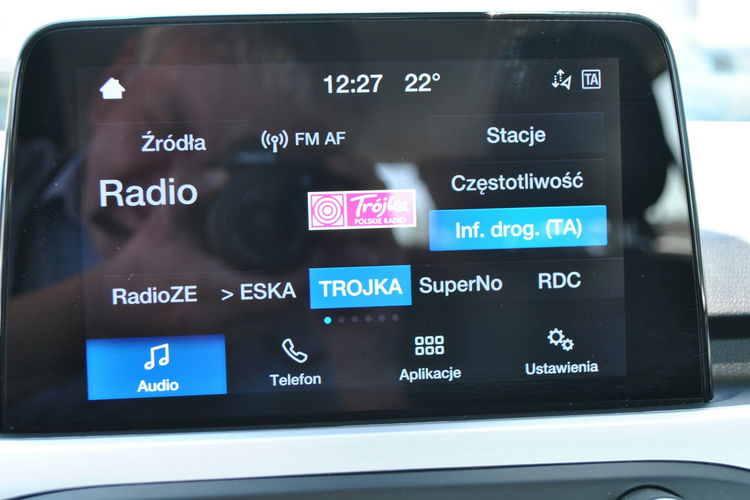 12:27 22° TA
Źródła FM AF Stacje
Radio Częstotliwość
Trójka
POLSKIE RADIO
Inf. drog. (TA)
RadioZE > ESKA TROJKA SuperNo RDC
Audio Telefon Aplikacje Ustawienia